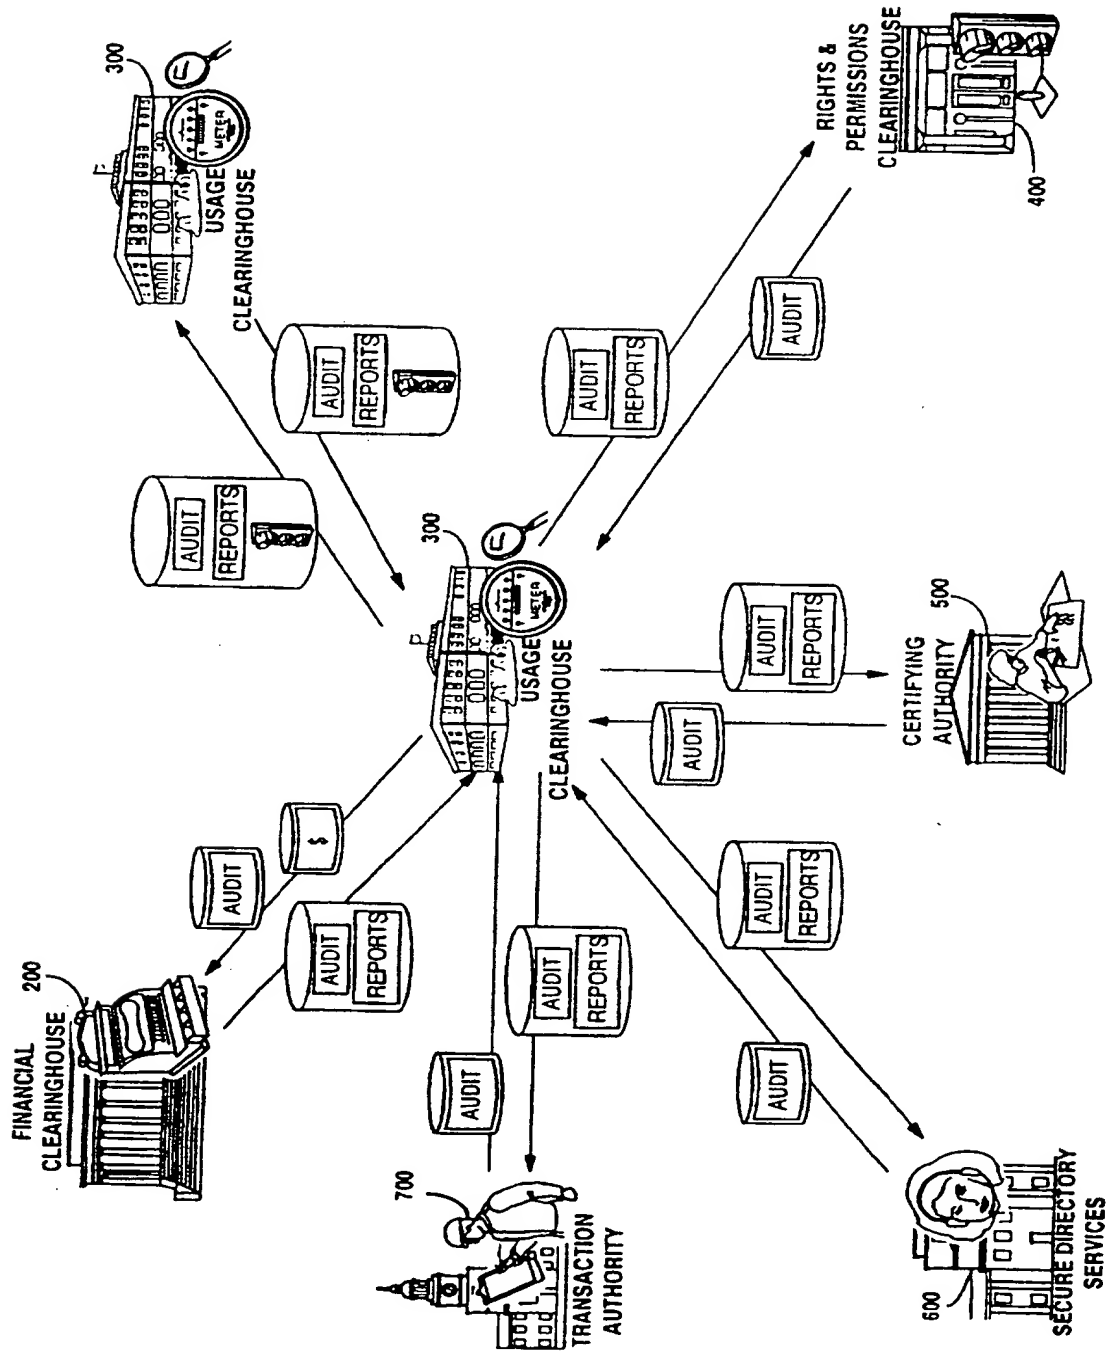 FINANCIAL
CLEARINGHOUSE
200
AUDIT
$
AUDIT
REPORTS
300
METER
USAGE
CLEARINGHOUSE
AUDIT
REPORTS
AUDIT
REPORTS
700
TRANSACTION
AUTHORITY
AUDIT
AUDIT
REPORTS
300
METER
USAGE
CLEARINGHOUSE
AUDIT
REPORTS
AUDIT
AUDIT
REPORTS
AUDIT
AUDIT
REPORTS
AUDIT
600
SECURE DIRECTORY
SERVICES
CERTIFYING
AUTHORITY
500
RIGHTS &
PERMISSIONS
CLEARINGHOUSE
400